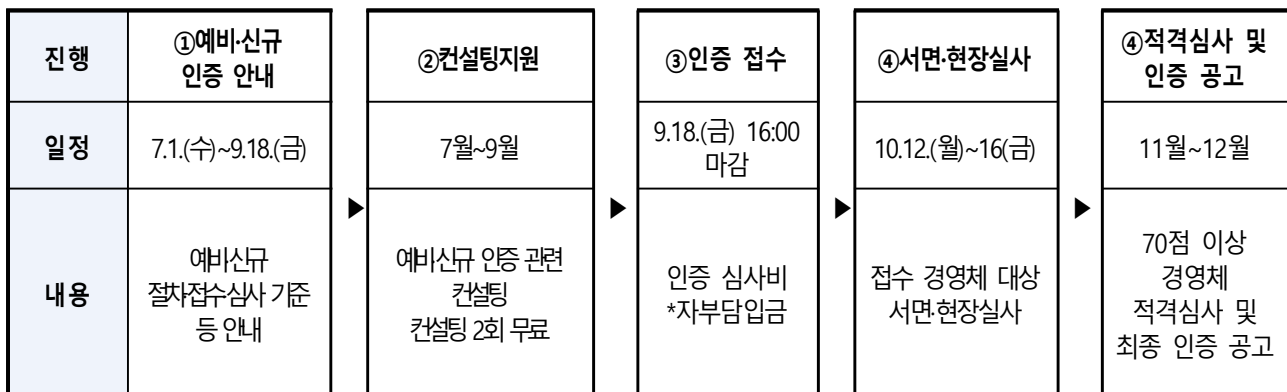 진행
①예비·신규
인증 안내
②컨설팅지원
③인증 접수
④서면·현장실사
④적격심사 및
인증 공고
일정
7.1.(수)~9.18.(금)
7월~9월
9.18.(금) 16:00
마감
10.12.(월)~16(금)
11월~12월
▶
▶
▶
▶
내용
예비·신규
절차·접수·심사 기준
등 안내
예비·신규 인증 관련
컨설팅
컨설팅 2회 무료
인증 심사비
*자부담입금
접수 경영체 대상
서면·현장실사
70점 이상
경영체
적격심사 및
최종 인증 공고